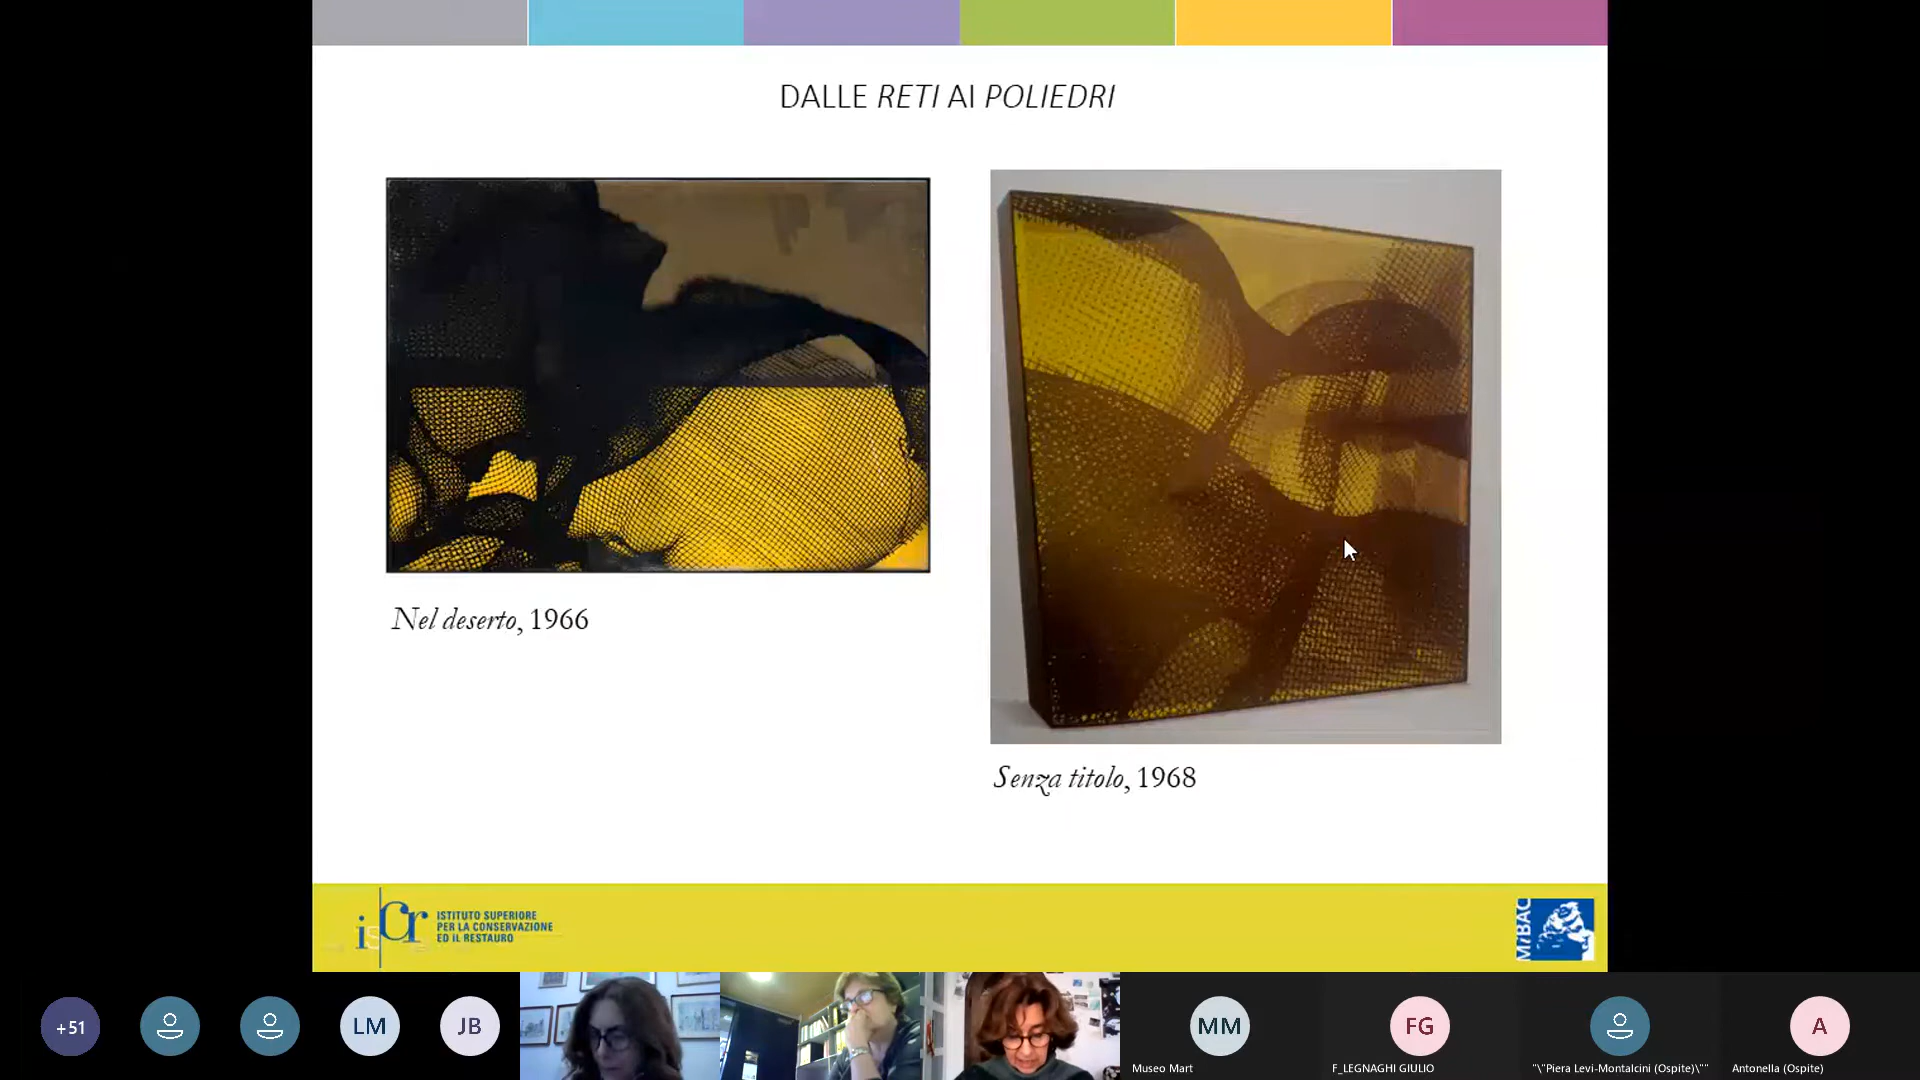 DALLE RETI AI POLIEDRI
Nel deserto, 1966
Senza titolo, 1968
iscr
ISTITUTO SUPERIORE
PER LA CONSERVAZIONE
ED IL RESTAURO
MiBAC
+51
LM
JB
MM
Museo Mart
FG
F_LEGNAGHI GIULIO
"\"Piera Levi-Montalcini (Ospite)\""
A
Antonella (Ospite)